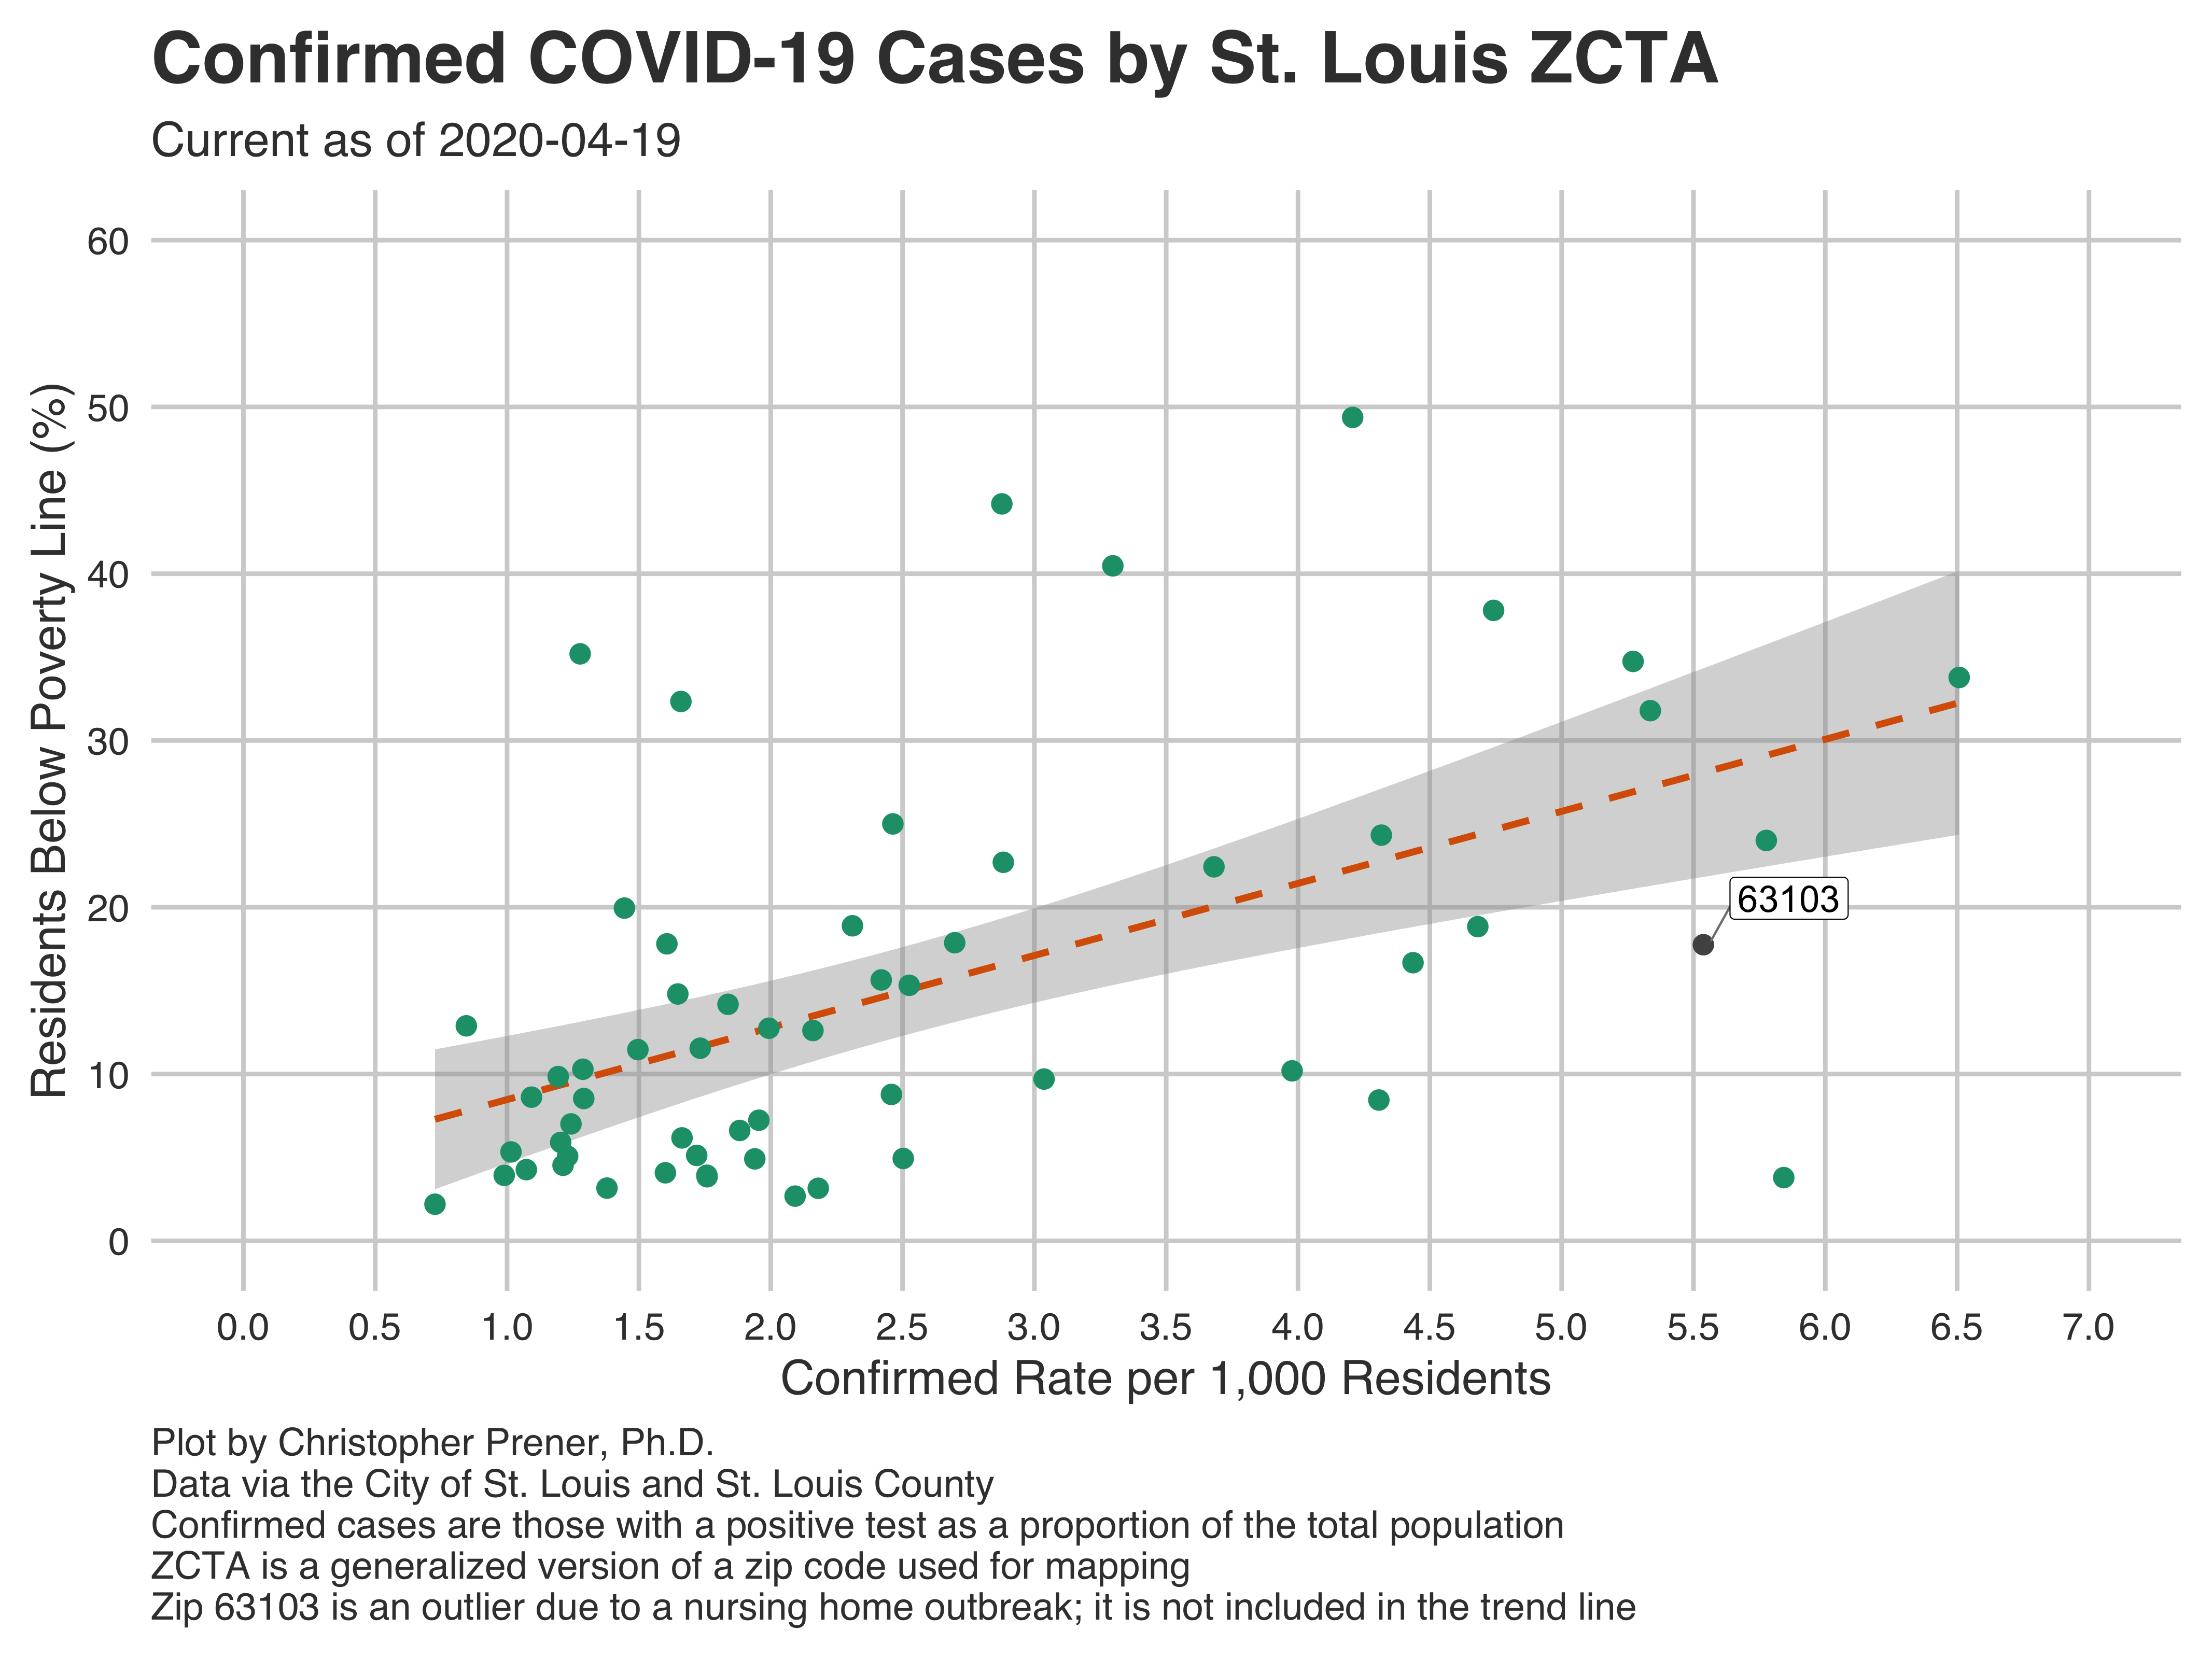 Confirmed COVID-19 Cases by St. Louis ZCTA
Current as of 2020-04-19
Residents Below Poverty Line (%)
60
50
40
30
20
10
0
63103
0.0 0.5 1.0 1.5 2.0 2.5 3.0 3.5 4.0 4.5 5.0 5.5 6.0 6.5 7.0
Confirmed Rate per 1,000 Residents
Plot by Christopher Prener, Ph.D.
Data via the City of St. Louis and St. Louis County
Confirmed cases are those with a positive test as a proportion of the total population
ZCTA is a generalized version of a zip code used for mapping
Zip 63103 is an outlier due to a nursing home outbreak; it is not included in the trend line